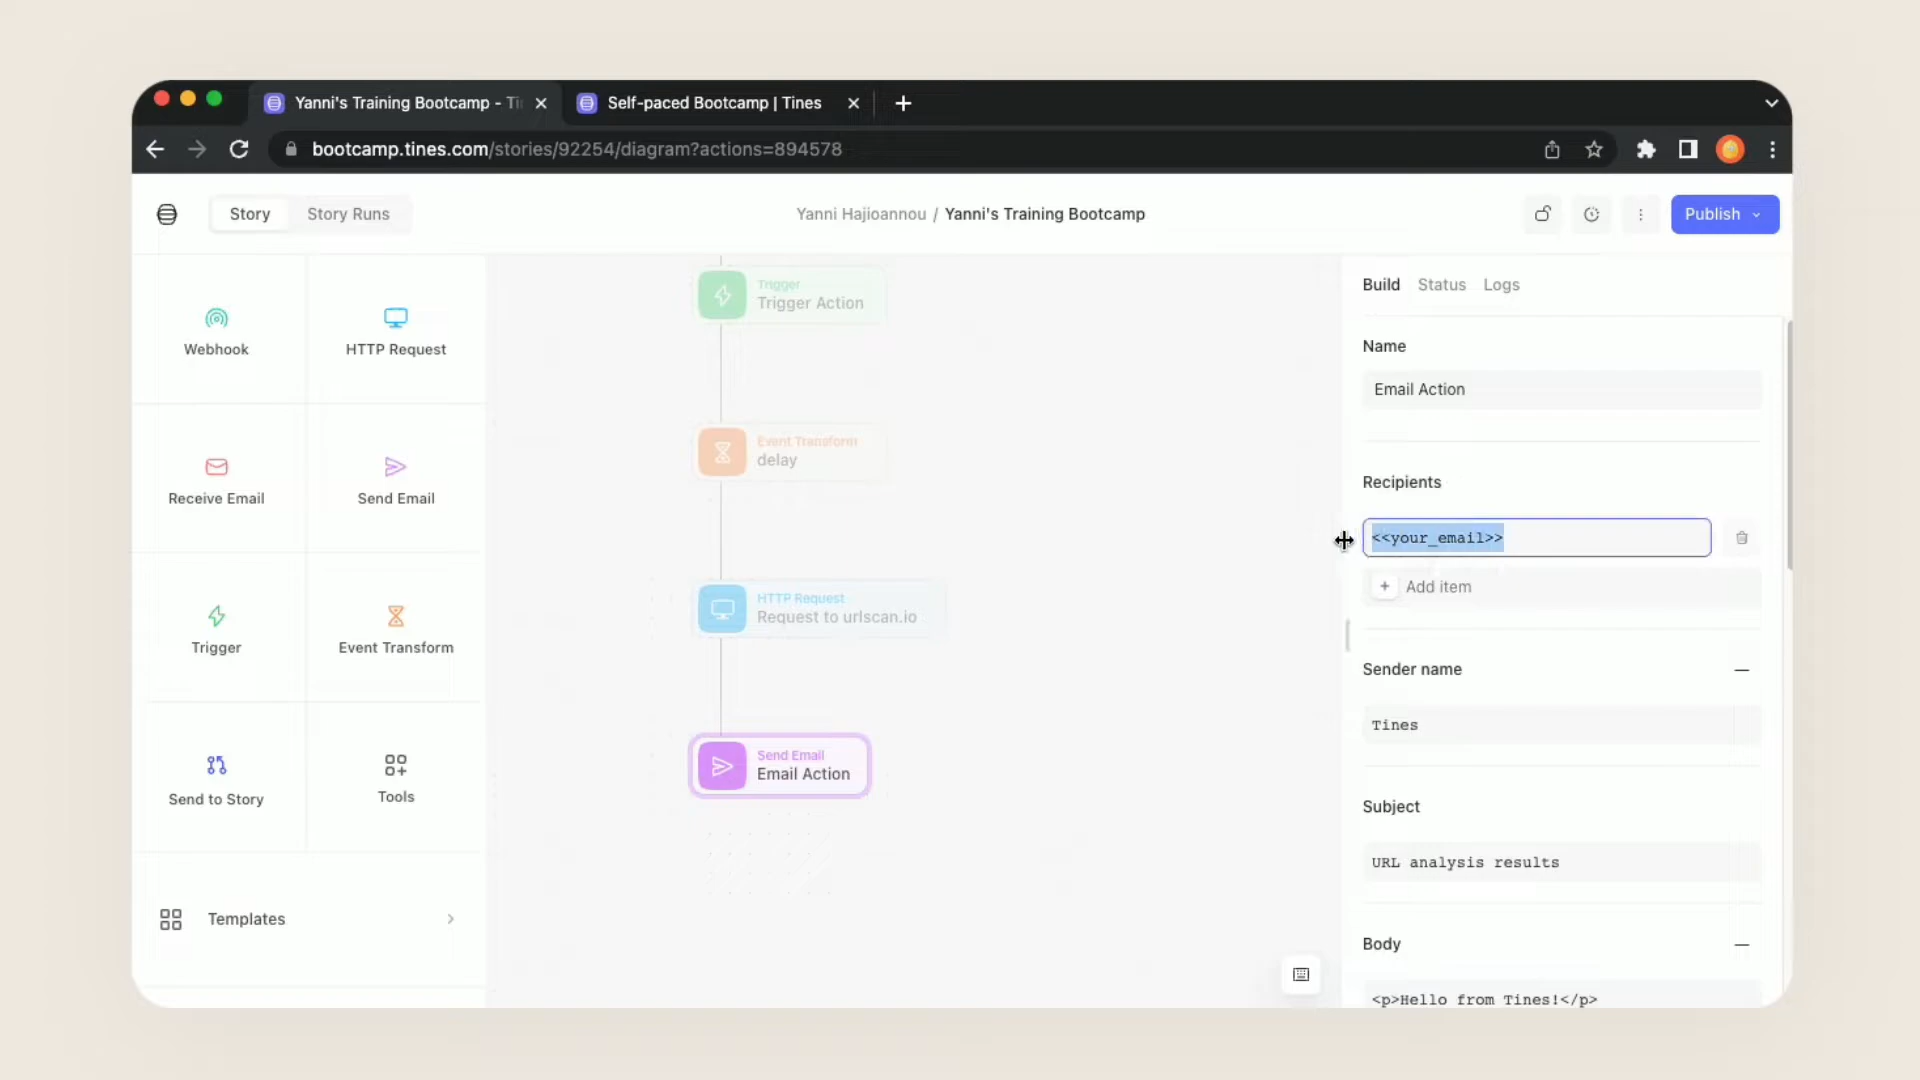 Yanni's Training Bootcamp - Ti
Self-paced Bootcamp | Tines
bootcamp.tines.com/stories/92254/diagram?actions=894578
Story
Story Runs
Yanni Hajioannou / Yanni's Training Bootcamp
Publish
Webhook
HTTP Request
Receive Email
Send Email
Trigger
Event Transform
Send to Story
Tools
Templates
Trigger
Trigger Action
Event Transform
delay
HTTP Request
Request to urlscan.io
Send Email
Email Action
Build
Status
Logs
Name
Email Action
Recipients
<<your_email>>
+ Add item
Sender name
Tines
Subject
URL analysis results
Body
<p>Hello from Tines!</p>